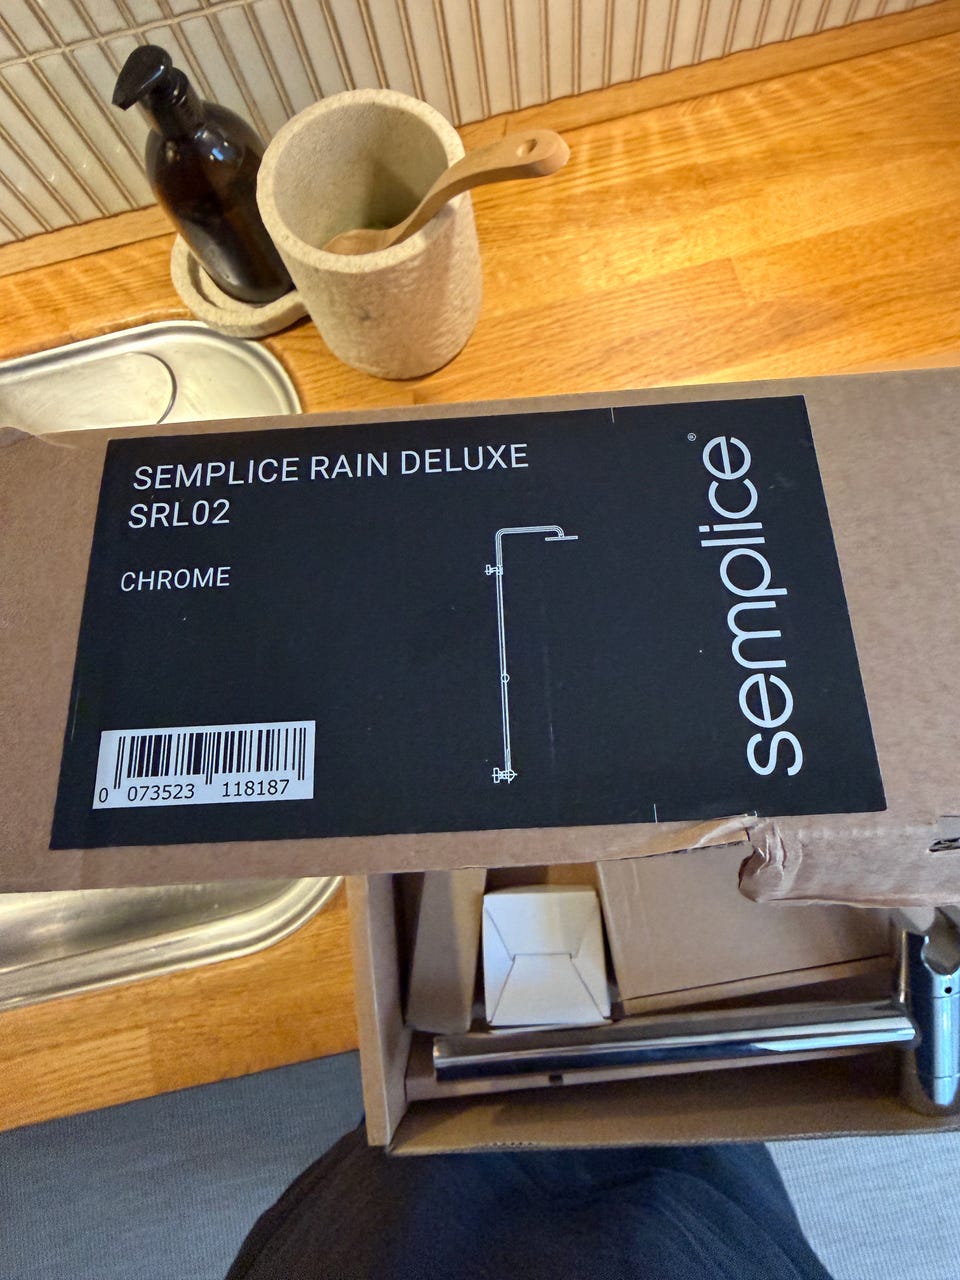 SEMPLICE RAIN DELUXE
SRL02
CHROME
0 073523 118187
semplice®